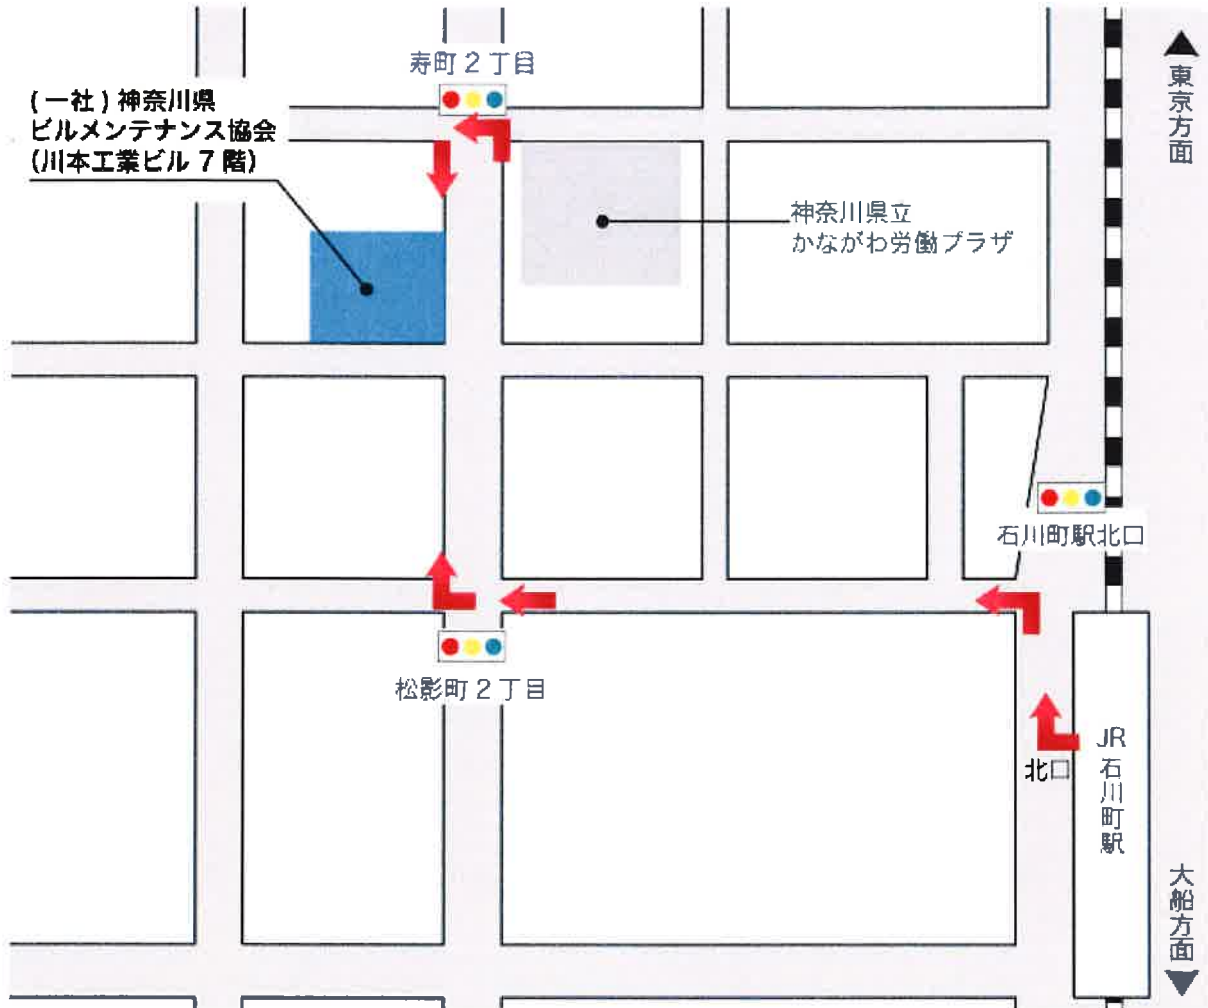 寿町２丁目
(一社)神奈川県
ビルメンテナンス協会
(川本工業ビル 7 階)
東京方面
神奈川県立
かながわ労働プラザ
石川町駅北口
松影町２丁目
JR
石川町駅
北口
大船方面